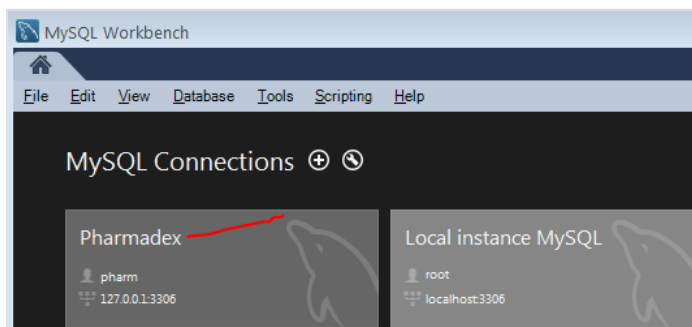 MySQL Workbench
File Edit View Database Tools Scripting Help
MySQL Connections
Pharmadex
pharm
127.0.0.1:3306
Local instance MySQL
root
localhost:3306